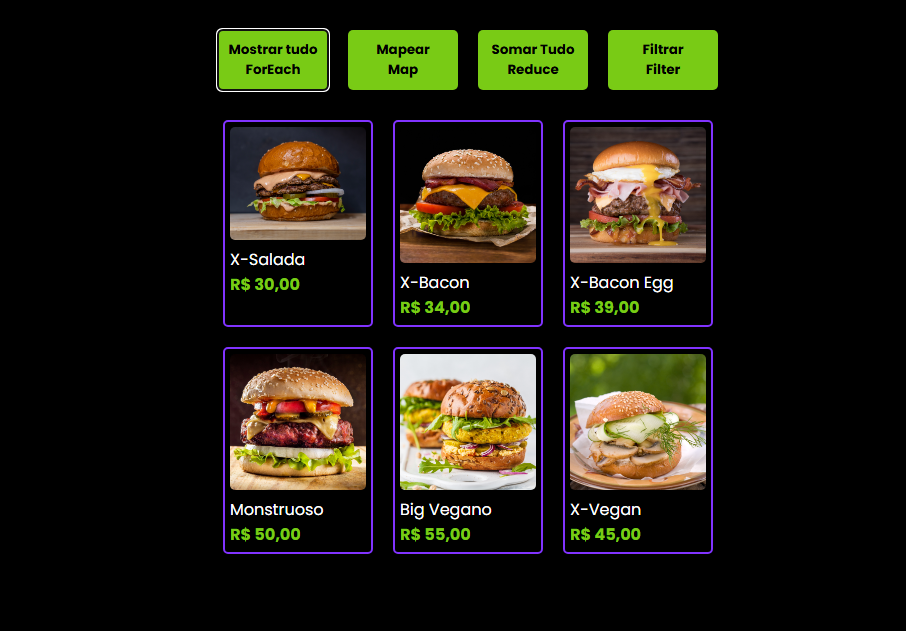 Mostrar tudo
ForEach
Mapear
Map
Somar Tudo
Reduce
Filtrar
Filter
X-Salada
R$ 30,00
X-Bacon
R$ 34,00
X-Bacon Egg
R$ 39,00
Monstruoso
R$ 50,00
Big Vegano
R$ 55,00
X-Vegan
R$ 45,00